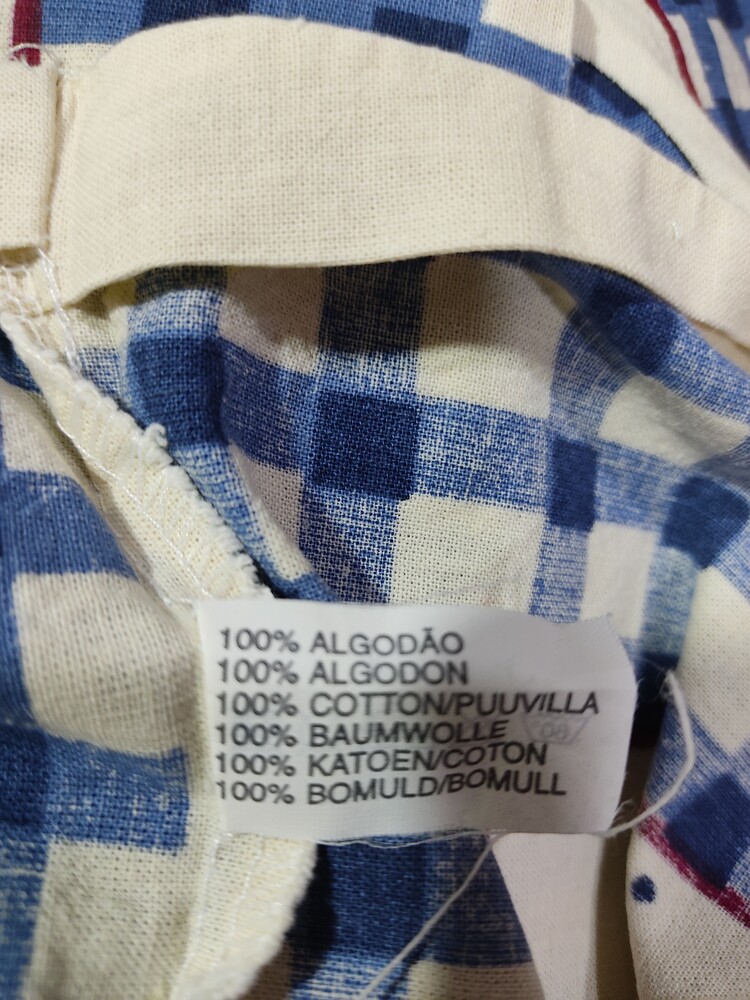 100% ALGODÃO
100% ALGODON
100% COTTON/PUUVILLA
100% BAUMWOLLE
100% KATOEN/COTON
100% BOMULD/BOMULL